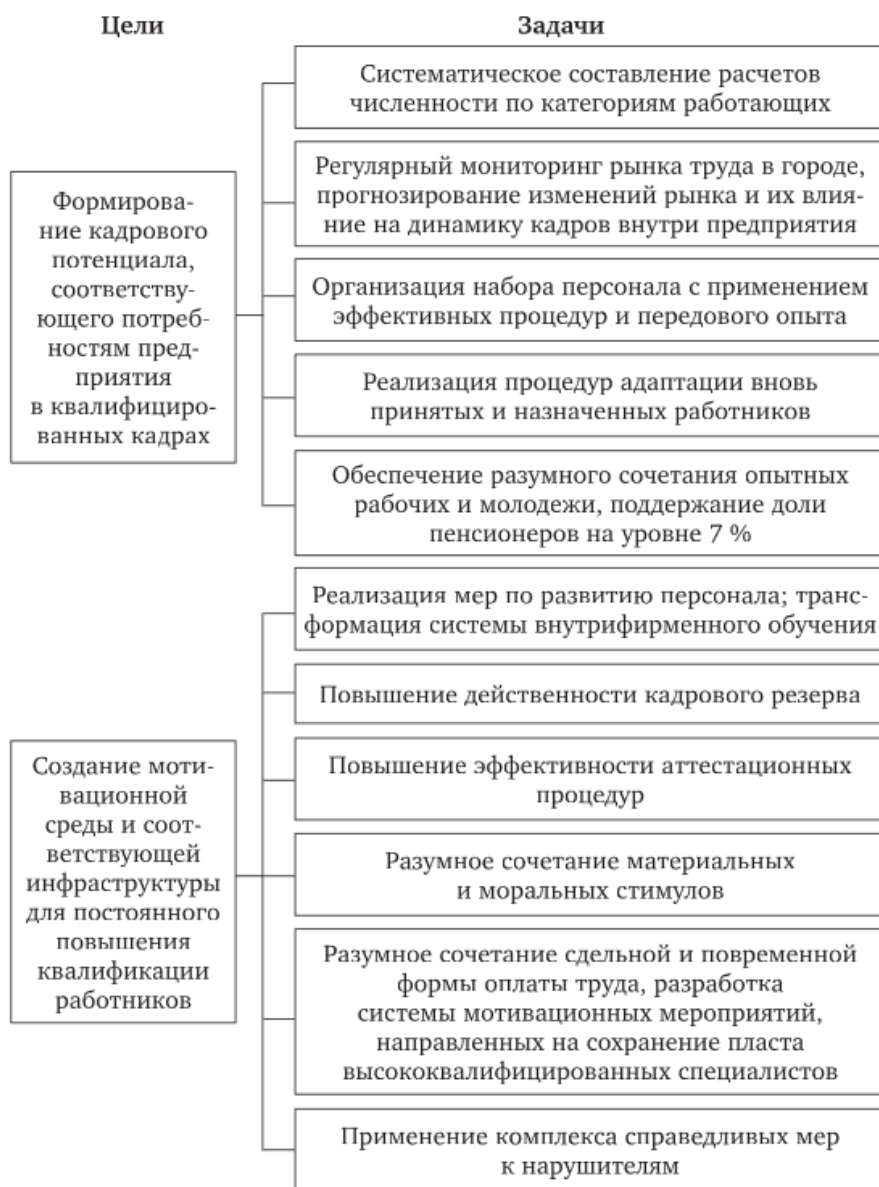 Цели
Задачи
Формирова-
ние кадрового
потенциала,
соответству-
ющего потреб-
ностям пред-
приятия
в квалифициро-
ванных кадрах
Систематическое составление расчетов
численности по категориям работающих
Регулярный мониторинг рынка труда в городе,
прогнозирование изменений рынка и их влия-
ние на динамику кадров внутри предприятия
Организация набора персонала с применением
эффективных процедур и передового опыта
Реализация процедур адаптации вновь
принятых и назначенных работников
Обеспечение разумного сочетания опытных
рабочих и молодежи, поддержание доли
пенсионеров на уровне 7 %
Создание моти-
вационной
среды и соот-
ветствующей
инфраструктуры
для постоянного
повышения
квалификации
работников
Реализация мер по развитию персонала; транс-
формация системы внутрифирменного обучения
Повышение действенности кадрового резерва
Повышение эффективности аттестационных
процедур
Разумное сочетание материальных
и моральных стимулов
Разумное сочетание сдельной и повременной
формы оплаты труда, разработка
системы мотивационных мероприятий,
направленных на сохранение пласта
высококвалифицированных специалистов
Применение комплекса справедливых мер
к нарушителям